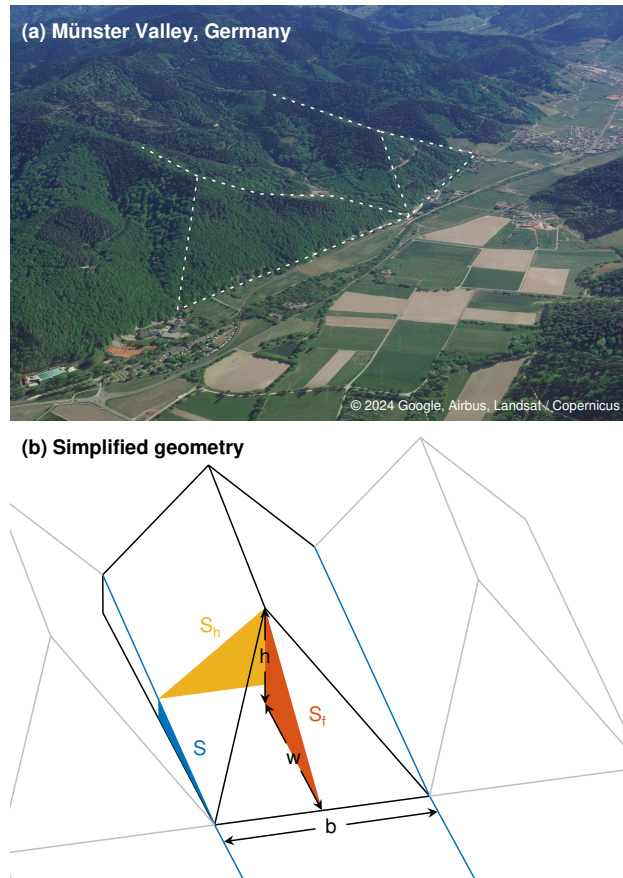 (a) Münster Valley, Germany
© 2024 Google, Airbus, Landsat / Copernicus
(b) Simplified geometry
S_h
h
S_f
S
w
b